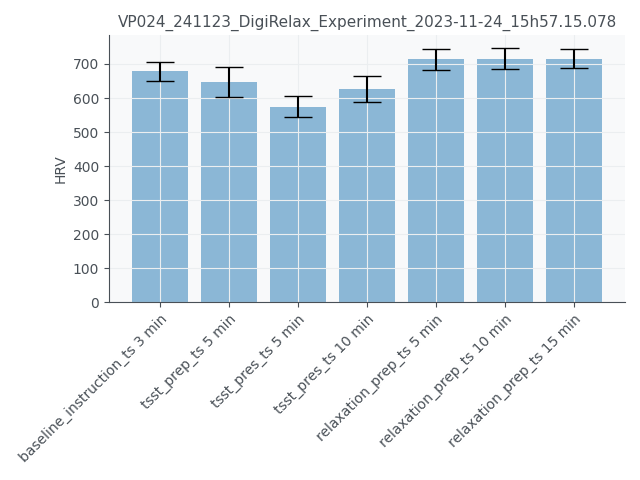 VP024_241123_DigiRelax_Experiment_2023-11-24_15h57.15.078
HRV
700
600
500
400
300
200
100
0
baseline_instruction_ts 3 min
tsst_prep_ts 5 min
tsst_pres_ts 5 min
tsst_pres_ts 10 min
relaxation_prep_ts 5 min
relaxation_prep_ts 10 min
relaxation_prep_ts 15 min